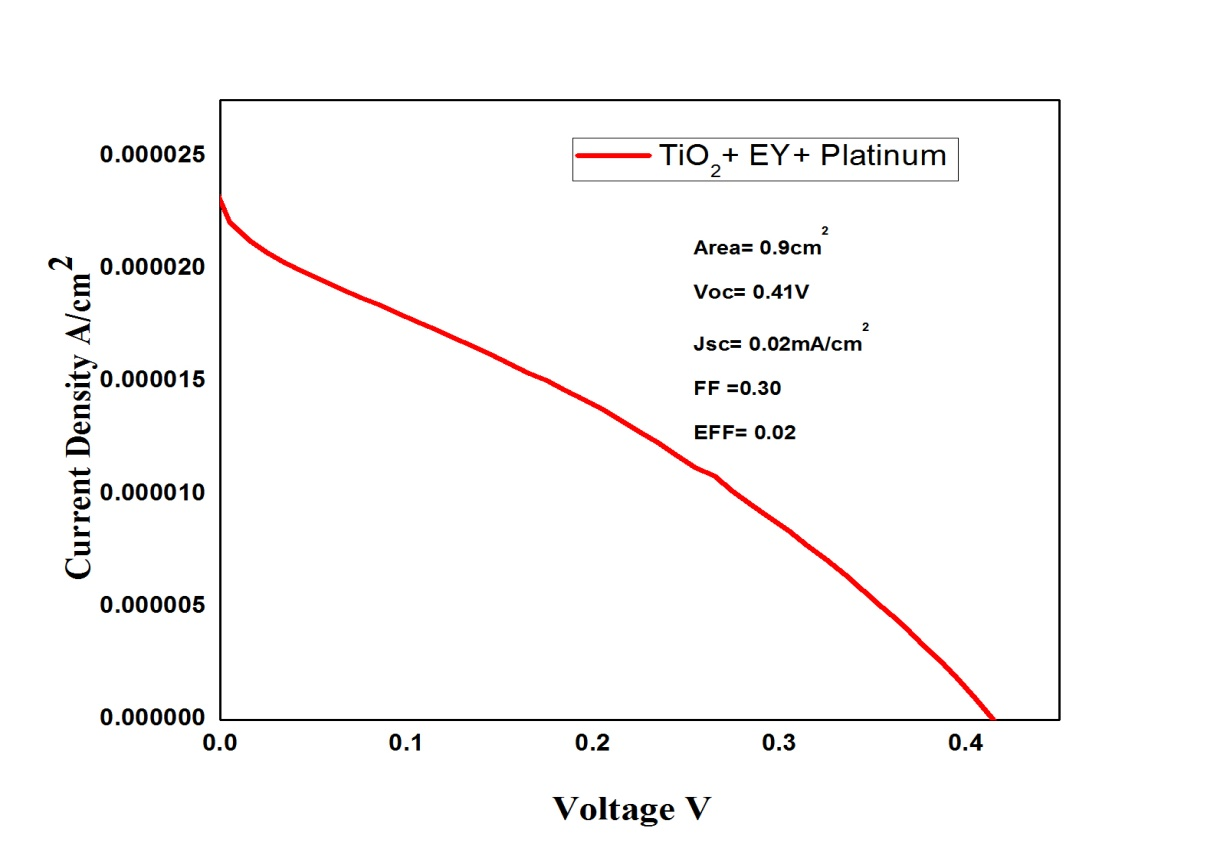 TiO₂+ EY+ Platinum
Area= 0.9cm²
Voc= 0.41V
Jsc= 0.02mA/cm²
FF =0.30
EFF= 0.02
Current Density A/cm²
0.000025
0.000020
0.000015
0.000010
0.000005
0.000000
0.0 0.1 0.2 0.3 0.4
Voltage V